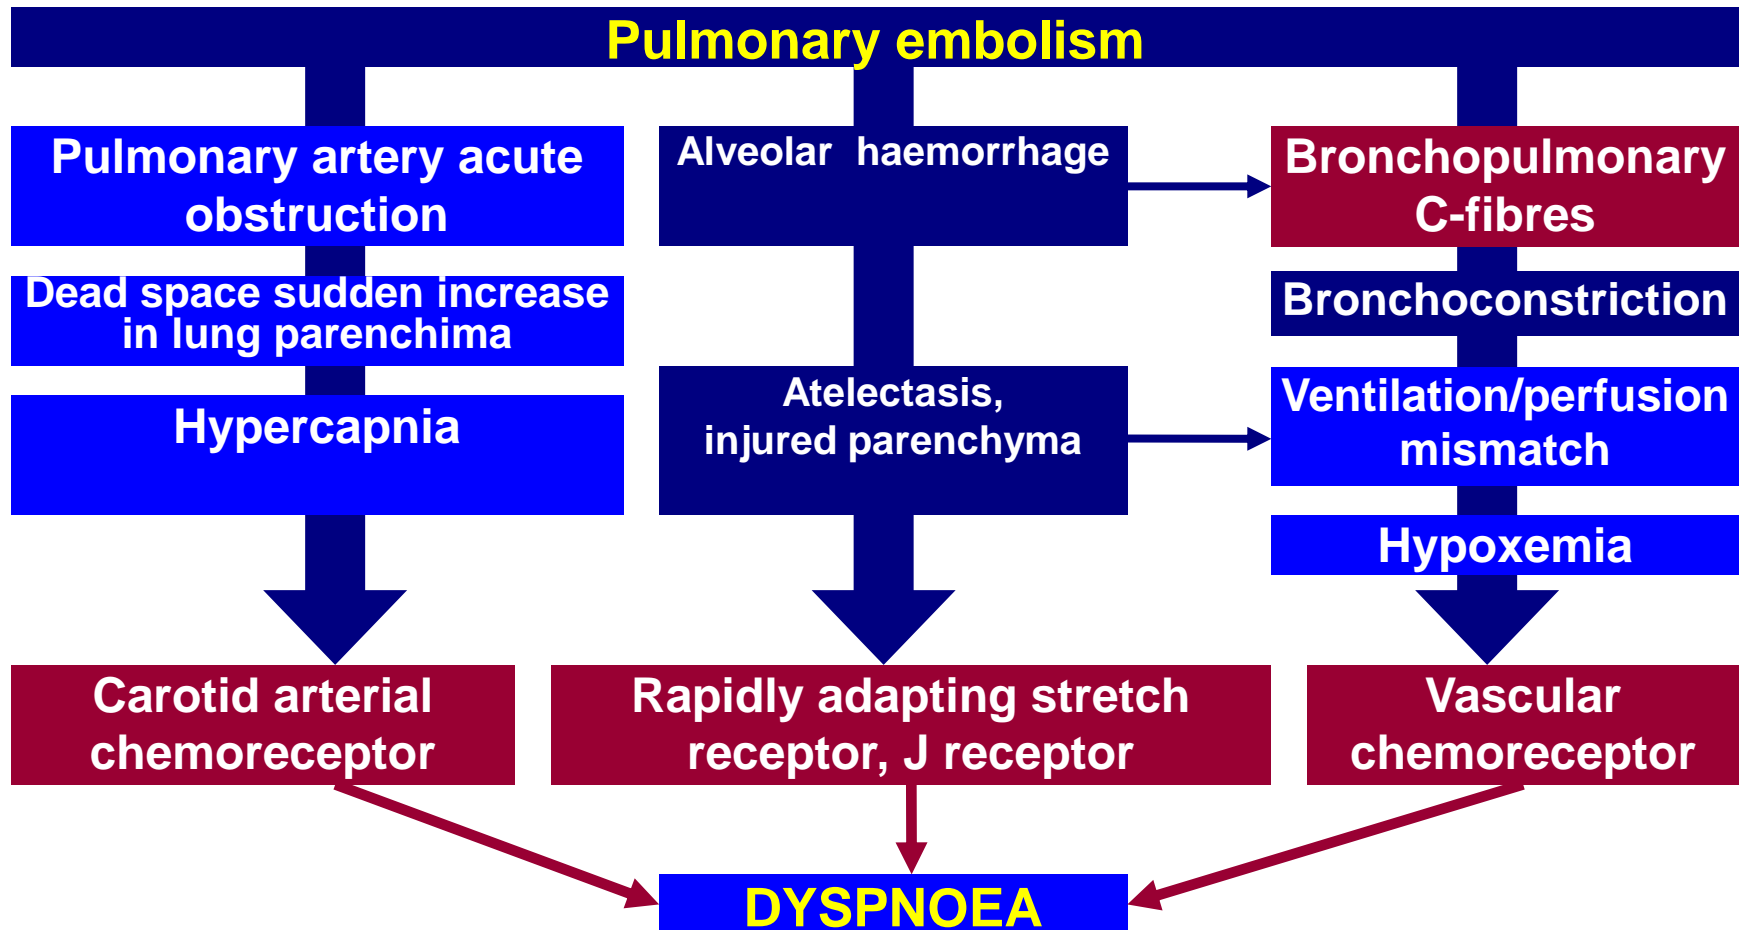 Pulmonary embolism
Pulmonary artery acute
obstruction
Dead space sudden increase
in lung parenchima
Hypercapnia
Alveolar haemorrhage
Atelectasis,
injured parenchyma
Bronchopulmonary
C-fibres
Bronchoconstriction
Ventilation/perfusion
mismatch
Hypoxemia
Carotid arterial
chemoreceptor
Rapidly adapting stretch
receptor, J receptor
Vascular
chemoreceptor
DYSPNOEA